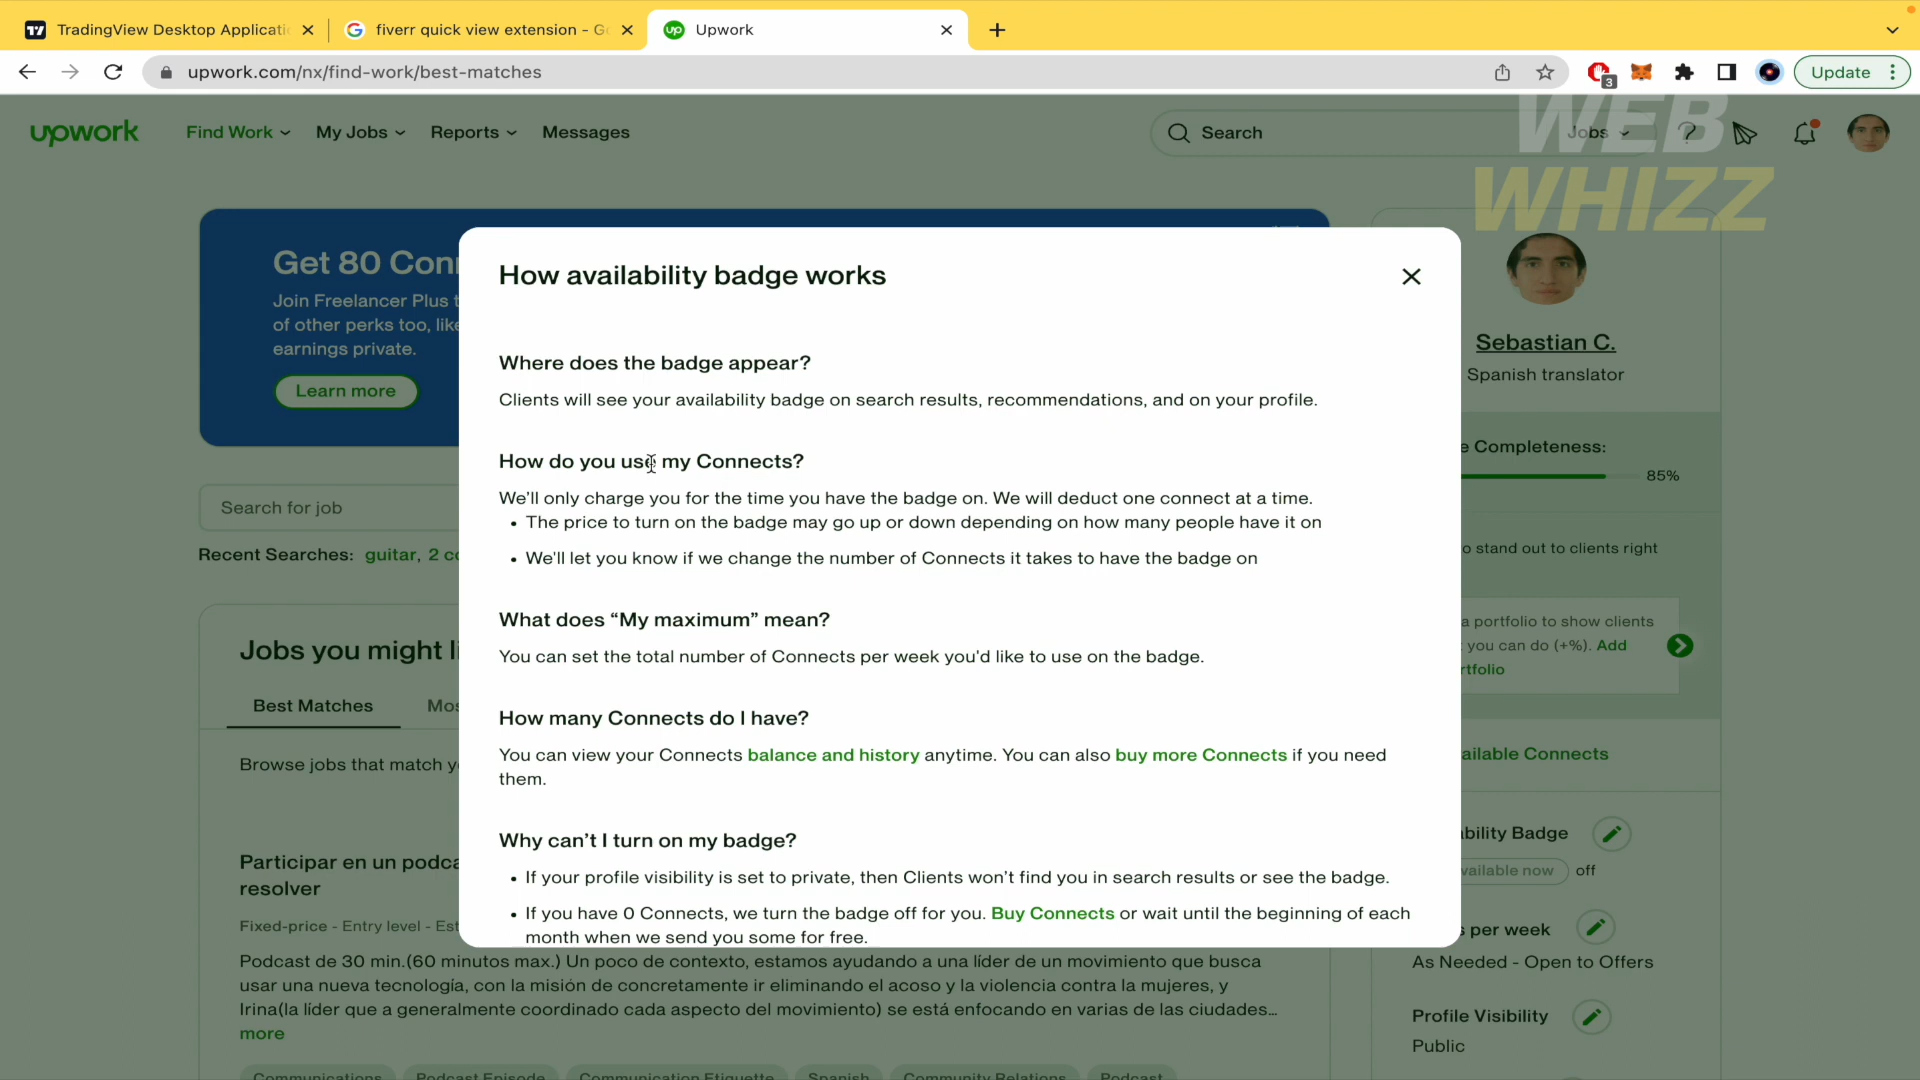 TradingView Desktop Applicati
fiverr quick view extension - Go
Upwork
upwork.com/nx/find-work/best-matches
3
Update
WEB
WHIZZ
upwork
Find Work
My Jobs
Reports
Messages
Search
Jobs
Get 80 Conn
Join Freelancer Plus t
of other perks too, like
earnings private.
Learn more
How availability badge works
Where does the badge appear?
Clients will see your availability badge on search results, recommendations, and on your profile.
How do you use my Connects?
We'll only charge you for the time you have the badge on. We will deduct one connect at a time.
• The price to turn on the badge may go up or down depending on how many people have it on
• We'll let you know if we change the number of Connects it takes to have the badge on
What does “My maximum” mean?
You can set the total number of Connects per week you'd like to use on the badge.
How many Connects do I have?
You can view your Connects balance and history anytime. You can also buy more Connects if you need
them.
Why can’t I turn on my badge?
• If your profile visibility is set to private, then Clients won’t find you in search results or see the badge.
• If you have 0 Connects, we turn the badge off for you. Buy Connects or wait until the beginning of each
month when we send you some for free.
Search for job
Recent Searches: guitar, 2 co
Jobs you might li
Best Matches
Mos
Browse jobs that match y
Participar en un podca
resolver
Fixed-price - Entry level - Est
Podcast de 30 min.(60 minutos max.) Un poco de contexto, estamos ayudando a una líder de un movimiento que busca
usar una nueva tecnología, con la misión de concretamente ir eliminando el acoso y la violencia contra la mujeres, y
Irina(la líder que a generalmente coordinado cada aspecto del movimiento) se está enfocando en varias de las ciudades...
more
Communications
Podcast Episode
Communication Etiquette
Spanish
Community Relations
Podcast
Sebastian C.
Spanish translator
e Completeness:
85%
o stand out to clients right
a portfolio to show clients
you can do (+%). Add
rtfolio
ailable Connects
bility Badge
vailable now
off
s per week
As Needed - Open to Offers
Profile Visibility
Public